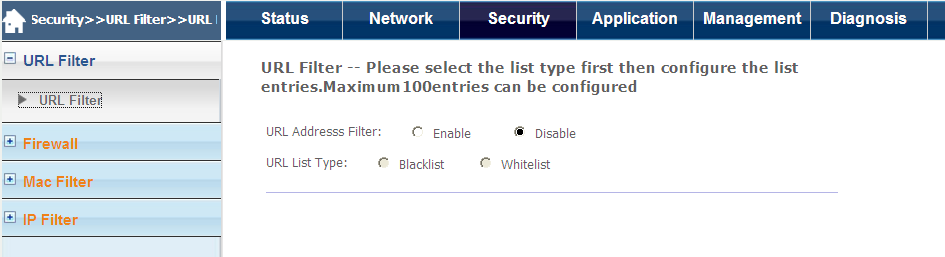 Security>>URL Filter>>URL
Status Network Security Application Management Diagnosis
URL Filter
URL Filter
Firewall
Mac Filter
IP Filter
URL Filter -- Please select the list type first then configure the list
entries.Maximum100entries can be configured
URL Addresss Filter: Enable Disable
URL List Type: Blacklist Whitelist